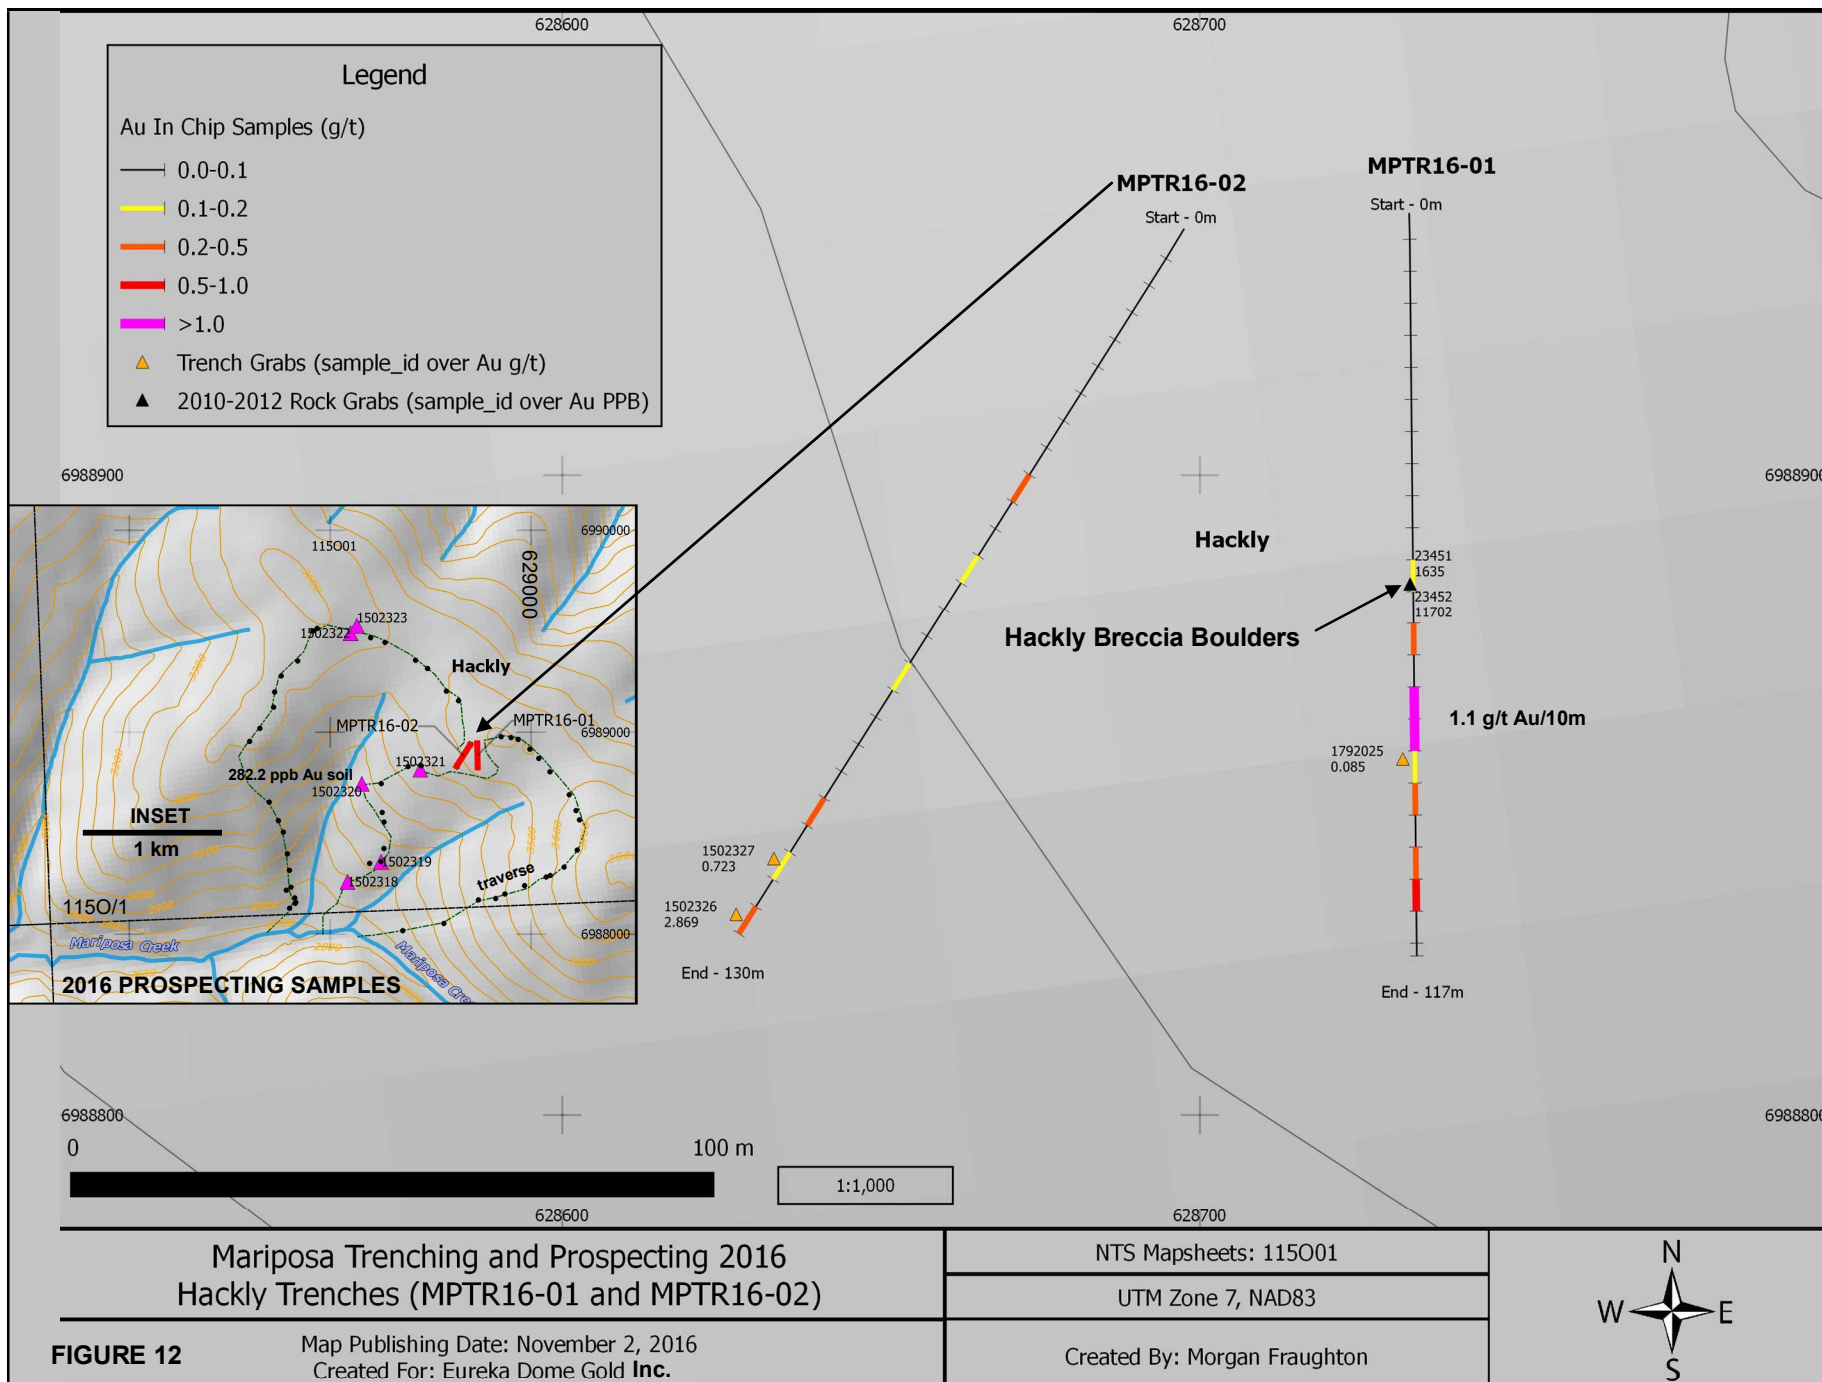 628600
628700
Legend
Au In Chip Samples (g/t)
0.0-0.1
0.1-0.2
0.2-0.5
0.5-1.0
>1.0
Trench Grabs (sample_id over Au g/t)
2010-2012 Rock Grabs (sample_id over Au PPB)
MPTR16-02
Start - 0m
MPTR16-01
Start - 0m
6988900
6988900
Hackly
23451
1635
23452
11702
Hackly Breccia Boulders
1.1 g/t Au/10m
1792025
0.085
1502327
0.723
1502326
2.869
End - 130m
End - 117m
115O01
6990000
629000
1502323
1502322
Hackly
MPTR16-02
MPTR16-01
6989000
1502321
282.2 ppb Au soil
1502320
INSET
1 km
1502319
1502318
traverse
115O/1
6988000
Mariposa Creek
Mariposa Cree
2016 PROSPECTING SAMPLES
6988800
6988800
0
100 m
1:1,000
628600
628700
Mariposa Trenching and Prospecting 2016
Hackly Trenches (MPTR16-01 and MPTR16-02)
NTS Mapsheets: 115O01
UTM Zone 7, NAD83
FIGURE 12
Map Publishing Date: November 2, 2016
Created For: Eureka Dome Gold Inc.
Created By: Morgan Fraughton
N
W
E
S